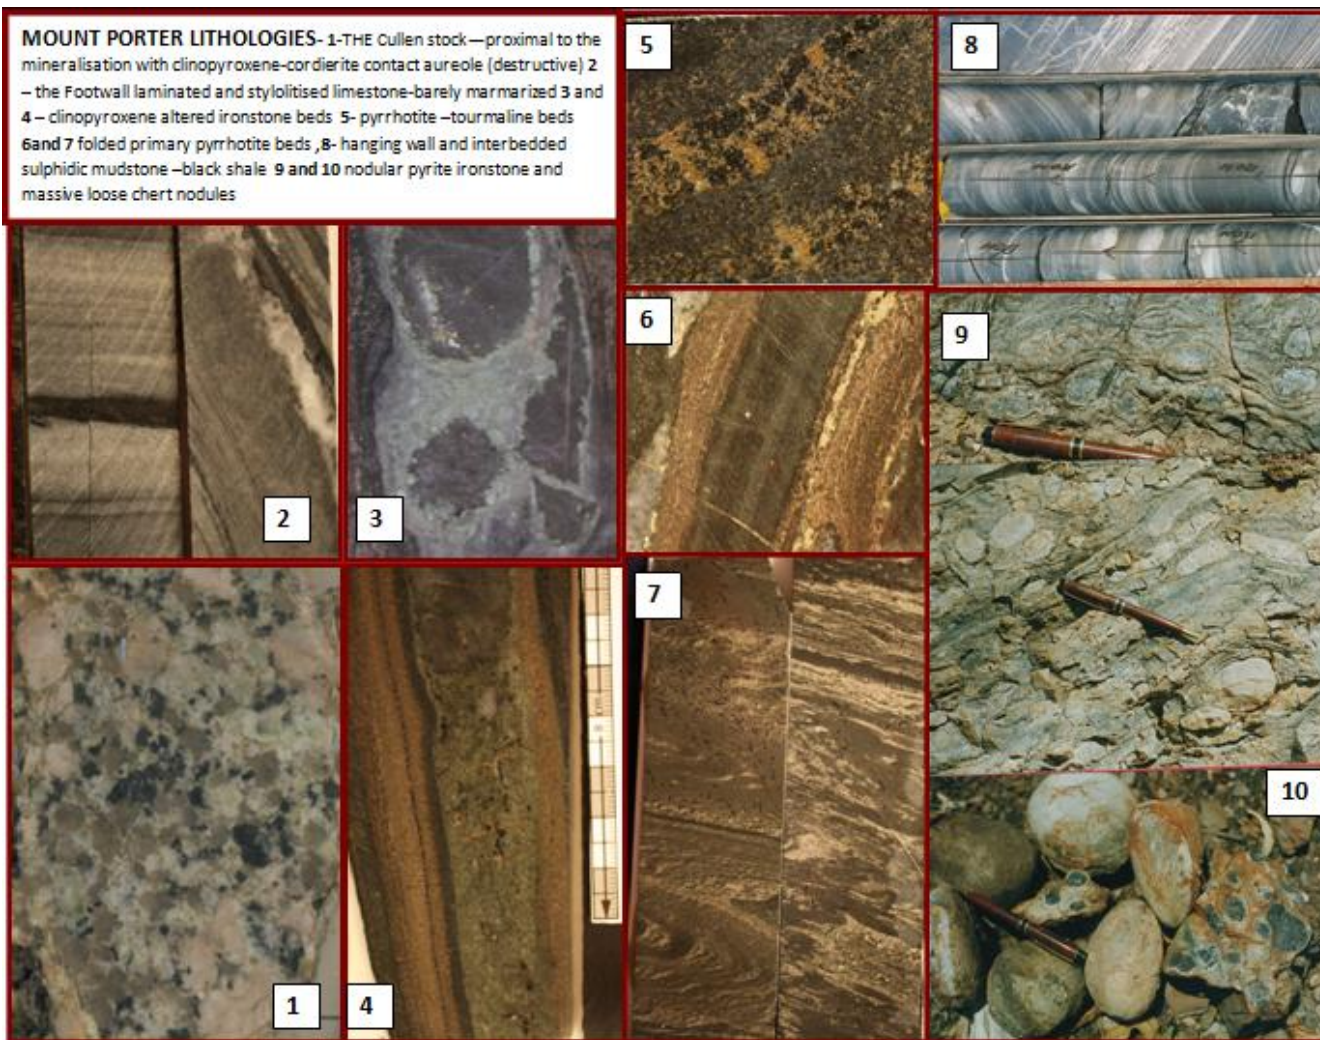 MOUNT PORTER LITHOLOGIES- 1-THE Cullen stock—proximal to the
mineralisation with clinopyroxene-cordierite contact aureole (destructive) 2
– the Footwall laminated and stylolitised limestone-barely marmarized 3 and
4 – clinopyroxene altered ironstone beds 5- pyrrhotite –tourmaline beds
6and 7 folded primary pyrrhotite beds ,8- hanging wall and interbedded
sulphidic mudstone –black shale 9 and 10 nodular pyrite ironstone and
massive loose chert nodules
5
8
6
9
2
3
7
10
1
4
cm